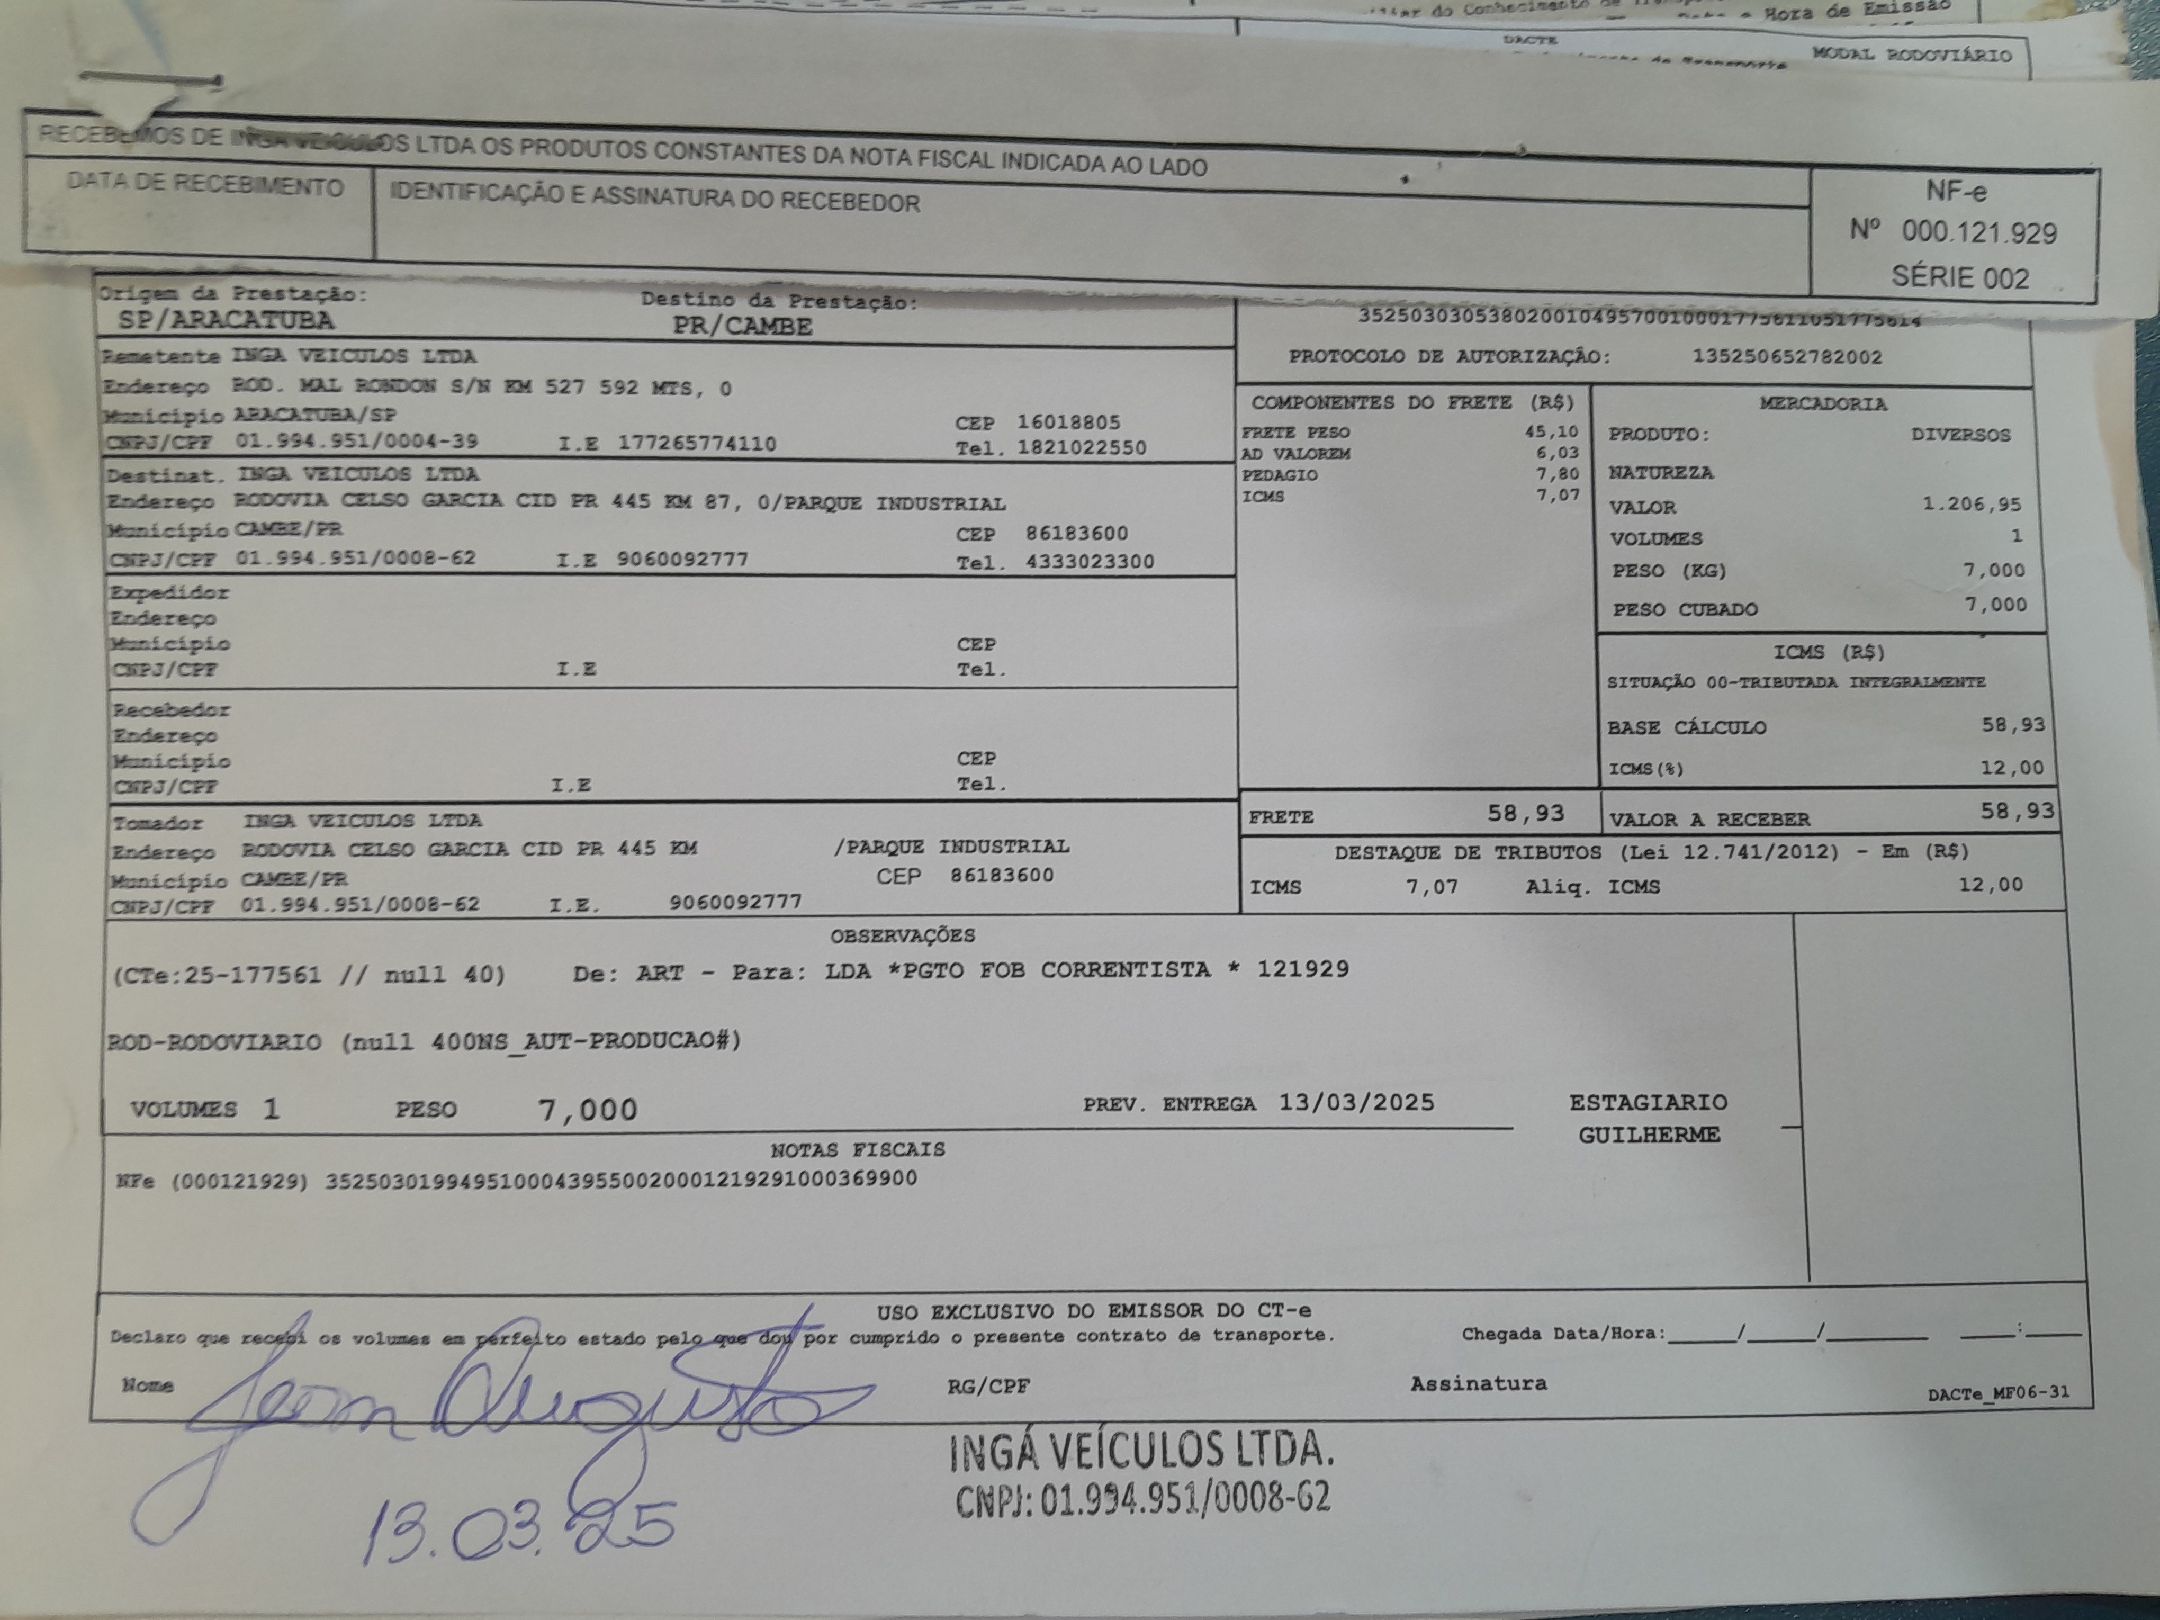 do Conhecimento de
Hora de Emissão
DACTE
MODAL RODOVIÁRIO
RECEBEMOS DE INGA VEICULOS LTDA OS PRODUTOS CONSTANTES DA NOTA FISCAL INDICADA AO LADO
DATA DE RECEBIMENTO
IDENTIFICAÇÃO E ASSINATURA DO RECEBEDOR
NF-e
Nº 000.121.929
SÉRIE 002
Origem da Prestação:
SP/ARACATUBA
Destino da Prestação:
PR/CAMBE
Remetente INGA VEICULOS LTDA
Endereço ROD. MAL RONDON S/N KM 527 592 MTS, 0
Município ARACATUBA/SP CEP 16018805
CNPJ/CPF 01.994.951/0004-39 I.E 177265774110 Tel. 1821022550
Destinat. INGA VEICULOS LTDA
Endereço RODOVIA CELSO GARCIA CID PR 445 KM 87, 0/PARQUE INDUSTRIAL
Município CAMBE/PR CEP 86183600
CNPJ/CPF 01.994.951/0008-62 I.E 9060092777 Tel. 4333023300
Expedidor
Endereço
Município CEP
CNPJ/CPF I.E Tel.
Recebedor
Endereço
Município CEP
CNPJ/CPF I.E Tel.
Tomador INGA VEICULOS LTDA
Endereço RODOVIA CELSO GARCIA CID PR 445 KM /PARQUE INDUSTRIAL
Município CAMBE/PR CEP 86183600
CNPJ/CPF 01.994.951/0008-62 I.E. 9060092777
PROTOCOLO DE AUTORIZAÇÃO: 135250652782002
COMPONENTES DO FRETE (R$)
FRETE PESO 45,10
AD VALOREM 6,03
PEDAGIO 7,80
ICMS 7,07
MERCADORIA
PRODUTO: DIVERSOS
NATUREZA
VALOR 1.206,95
VOLUMES 1
PESO (KG) 7,000
PESO CUBADO 7,000
ICMS (R$)
SITUAÇÃO 00-TRIBUTADA INTEGRALMENTE
BASE CÁLCULO 58,93
ICMS(%) 12,00
FRETE 58,93
VALOR A RECEBER 58,93
DESTAQUE DE TRIBUTOS (Lei 12.741/2012) - Em (R$)
ICMS 7,07 Aliq. ICMS 12,00
OBSERVAÇÕES
(CTe:25-177561 // null 40) De: ART - Para: LDA *PGTO FOB CORRENTISTA * 121929
ROD-RODOVIARIO (null 400NS_AUT-PRODUCAO#)
VOLUMES 1 PESO 7,000 PREV. ENTREGA 13/03/2025
ESTAGIARIO
GUILHERME
NOTAS FISCAIS
NFe (000121929) 35250301994951000439550020001219291000369900
USO EXCLUSIVO DO EMISSOR DO CT-e
Declaro que recebi os volumes em perfeito estado pelo que dou por cumprido o presente contrato de transporte. Chegada Data/Hora:____/____/______ ___:___
Nome Jean Augusto RG/CPF Assinatura
DACTe_MF06-31
INGÁ VEÍCULOS LTDA.
CNPJ: 01.994.951/0008-62
13.03.25